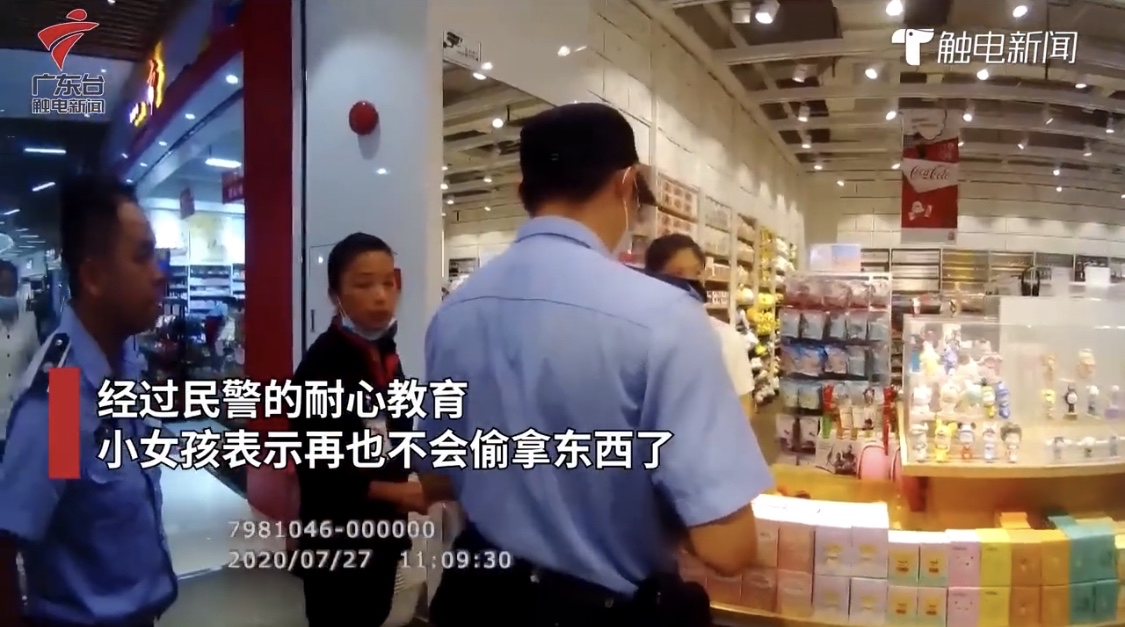 广东台
触电新闻
触电新闻
Coca-Cola
经过民警的耐心教育
小女孩表示再也不会偷拿东西了
7981046-000000
2020/07/27 11:09:30